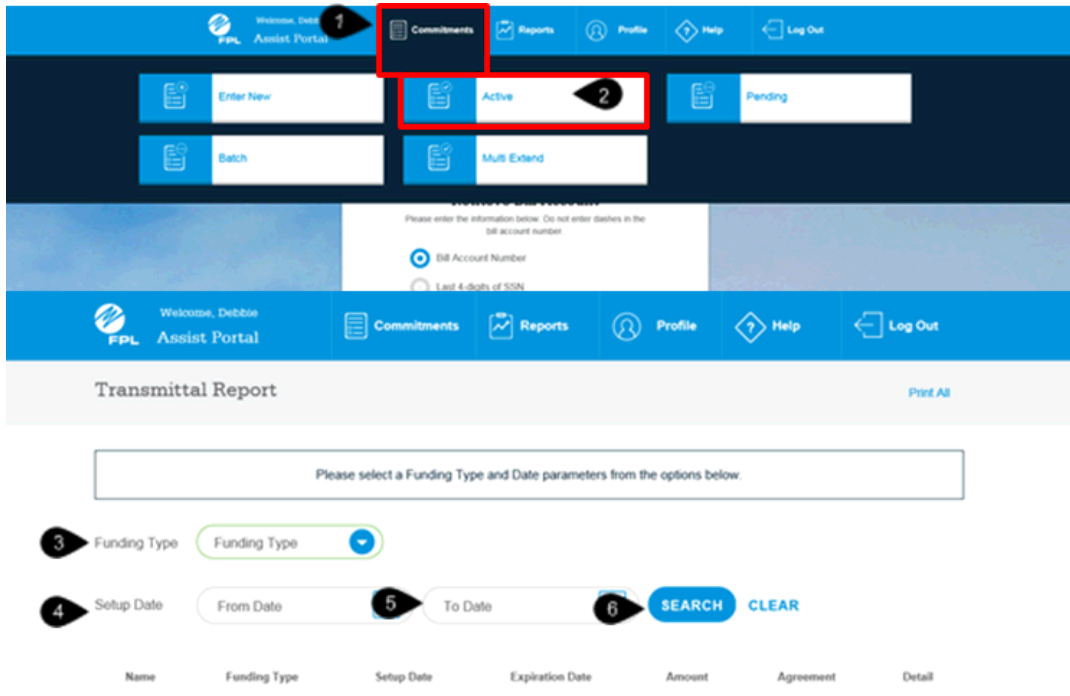 Welcome, Debb
1
Commitments
Reports
Profile
Help
Log Out
FPL
Assist Portal
Enter New
Active
2
Pending
Batch
Multi Extend
Retrieve Bill Account
Please enter the information below. Do not enter dashes in the
bill account number.
Bill Account Number
Last 4-digits of SSN
Welcome, Debbie
FPL
Assist Portal
Commitments
Reports
Profile
Help
Log Out
Transmittal Report
Print All
Please select a Funding Type and Date parameters from the options below.
3
Funding Type
Funding Type
4
Setup Date
From Date
5
To Date
6
SEARCH
CLEAR
Name Funding Type Setup Date Expiration Date Amount Agreement Detail